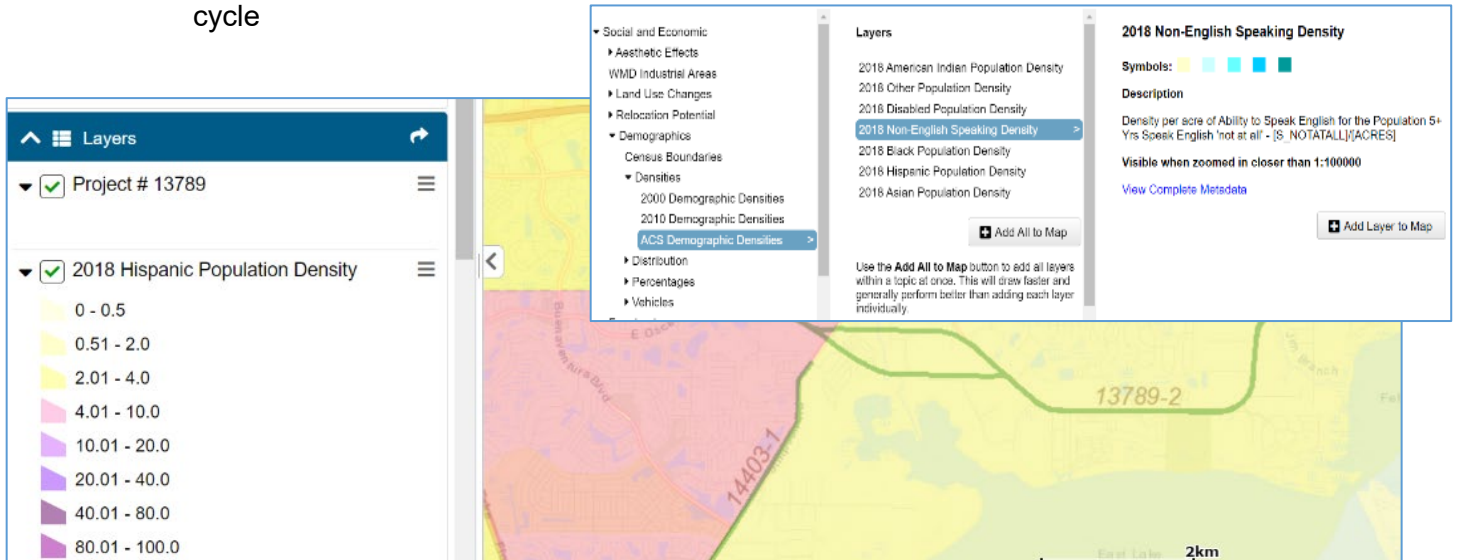 cycle
Social and Economic
Aesthetic Effects
WMD Industrial Areas
Land Use Changes
Relocation Potential
Demographics
Census Boundaries
Densities
2000 Demographic Densities
2010 Demographic Densities
ACS Demographic Densities >
Distribution
Percentages
Vehicles
Layers
2018 American Indian Population Density
2018 Other Population Density
2018 Disabled Population Density
2018 Non-English Speaking Density >
2018 Black Population Density
2018 Hispanic Population Density
2018 Asian Population Density
Add All to Map
Use the Add All to Map button to add all layers
within a topic at once. This will draw faster and
generally perform better than adding each layer
individually.
2018 Non-English Speaking Density
Symbols:
Description
Density per acre of Ability to Speak English for the Population 5+
Yrs Speak English 'not at all' - [S_NOTATALL]/[ACRES]
Visible when zoomed in closer than 1:100000
View Complete Metadata
Add Layer to Map
Layers
Project # 13789
2018 Hispanic Population Density
0 - 0.5
0.51 - 2.0
2.01 - 4.0
4.01 - 10.0
10.01 - 20.0
20.01 - 40.0
40.01 - 80.0
80.01 - 100.0
Buenaventura Blvd
14403-1
13789-2
Jim Branch
East Lake
2km